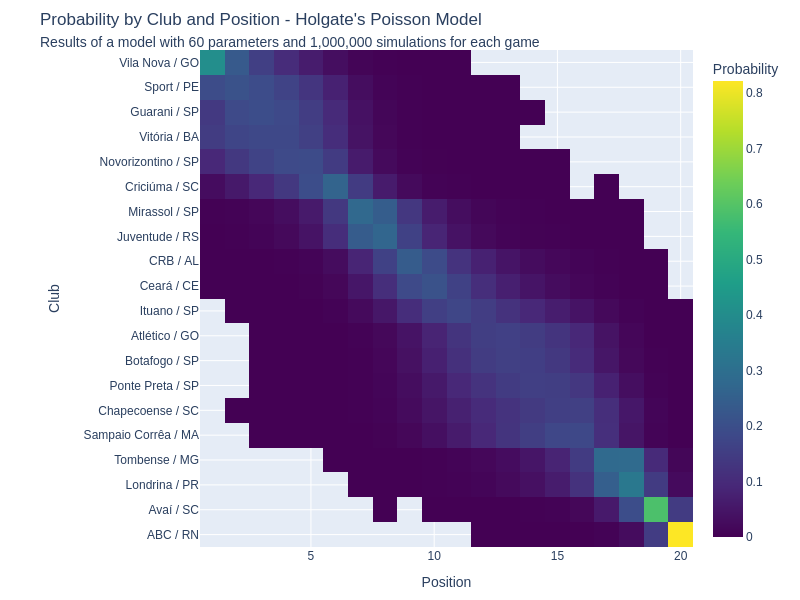 Probability by Club and Position - Holgate's Poisson Model
Results of a model with 60 parameters and 1,000,000 simulations for each game
Probability
Vila Nova / GO
Sport / PE
Guarani / SP
Vitória / BA
Novorizontino / SP
Criciúma / SC
Mirassol / SP
Juventude / RS
CRB / AL
Ceará / CE
Ituano / SP
Atlético / GO
Botafogo / SP
Ponte Preta / SP
Chapecoense / SC
Sampaio Corrêa / MA
Tombense / MG
Londrina / PR
Avaí / SC
ABC / RN
Club
5
10
15
20
Position
0.8
0.7
0.6
0.5
0.4
0.3
0.2
0.1
0